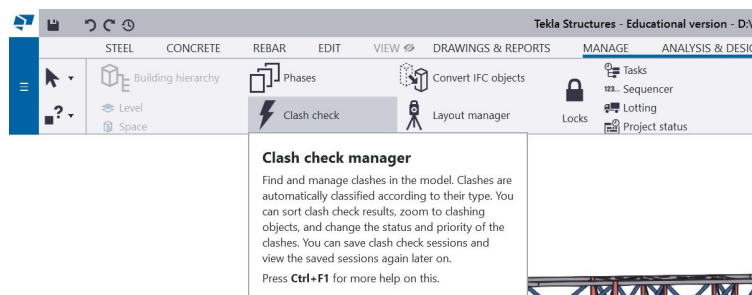 Tekla Structures - Educational version - D:\
STEEL CONCRETE REBAR EDIT VIEW DRAWINGS & REPORTS MANAGE ANALYSIS & DESIG
Building hierarchy Phases Convert IFC objects Tasks
123... Sequencer
Level Clash check Layout manager Locks Lotting
Space Project status
Clash check manager
Find and manage clashes in the model. Clashes are
automatically classified according to their type. You
can sort clash check results, zoom to clashing
objects, and change the status and priority of the
clashes. You can save clash check sessions and
view the saved sessions again later on.
Press Ctrl+F1 for more help on this.